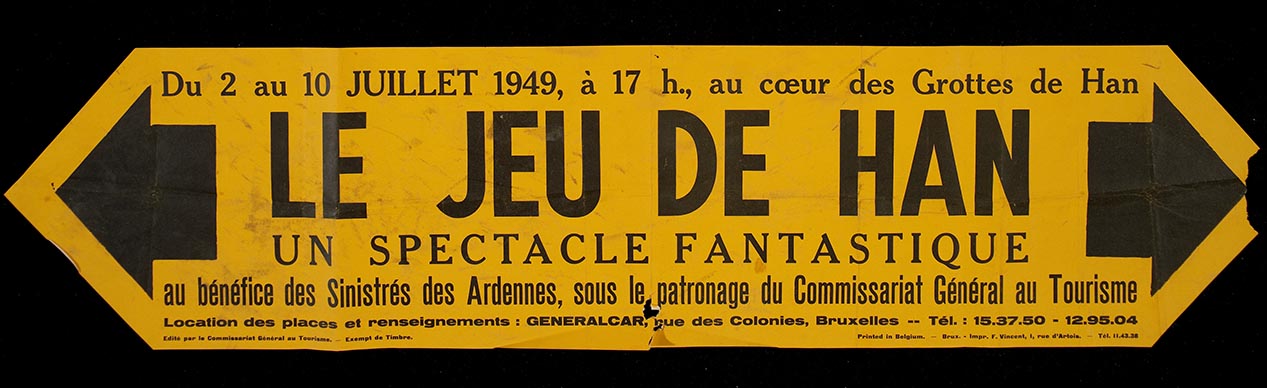 Du 2 au 10 JUILLET 1949, à 17 h., au cœur des Grottes de Han
LE JEU DE HAN
UN SPECTACLE FANTASTIQUE
au bénéfice des Sinistrés des Ardennes, sous le patronage du Commissariat Général au Tourisme
Location des places et renseignements : GENERALCAR, rue des Colonies, Bruxelles -- Tél. : 15.37.50 - 12.95.04
Edité par le Commissariat Général au Tourisme. — Exempt de Timbre. Printed in Belgium. — Brux. - Impr. F. Vincent, 1, rue d'Artois. — Tél. 11.43.38